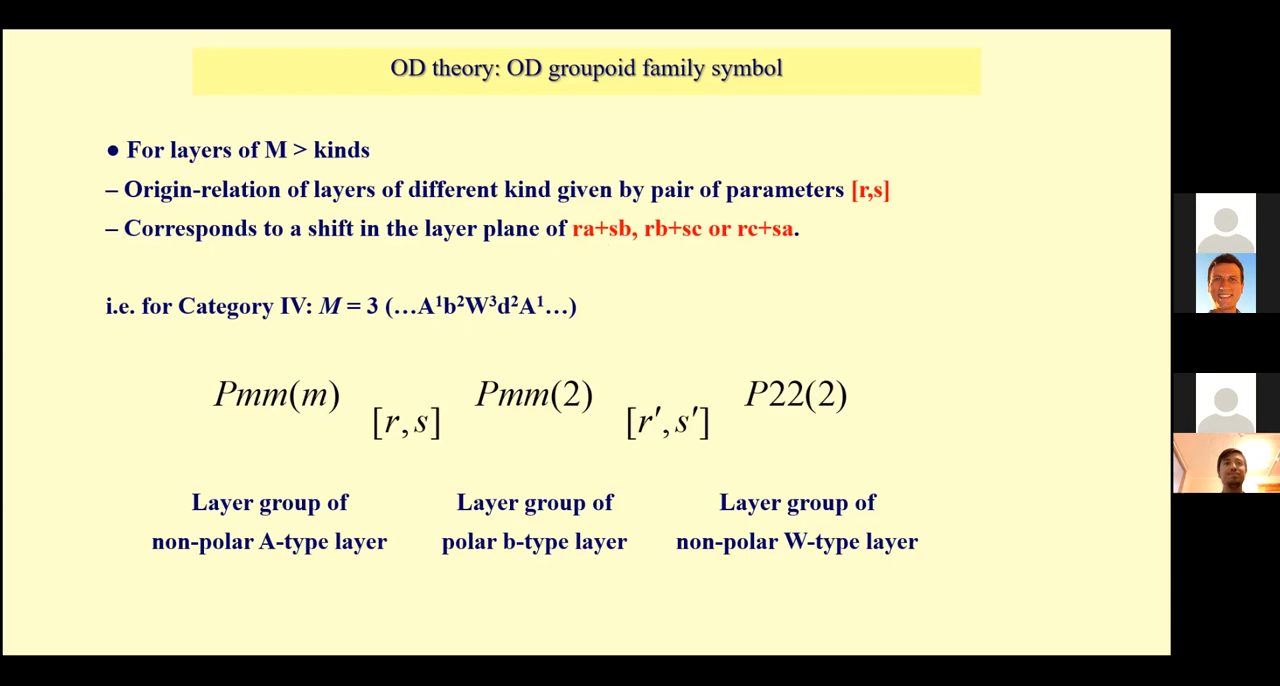 OD theory: OD groupoid family symbol
● For layers of M > kinds
– Origin-relation of layers of different kind given by pair of parameters [r,s]
– Corresponds to a shift in the layer plane of ra+sb, rb+sc or rc+sa.
i.e. for Category IV: M = 3 (…A¹b²W³d²A¹…)
Pmm(m) [r,s] Pmm(2) [r′,s′] P22(2)
Layer group of Layer group of Layer group of
non-polar A-type layer polar b-type layer non-polar W-type layer